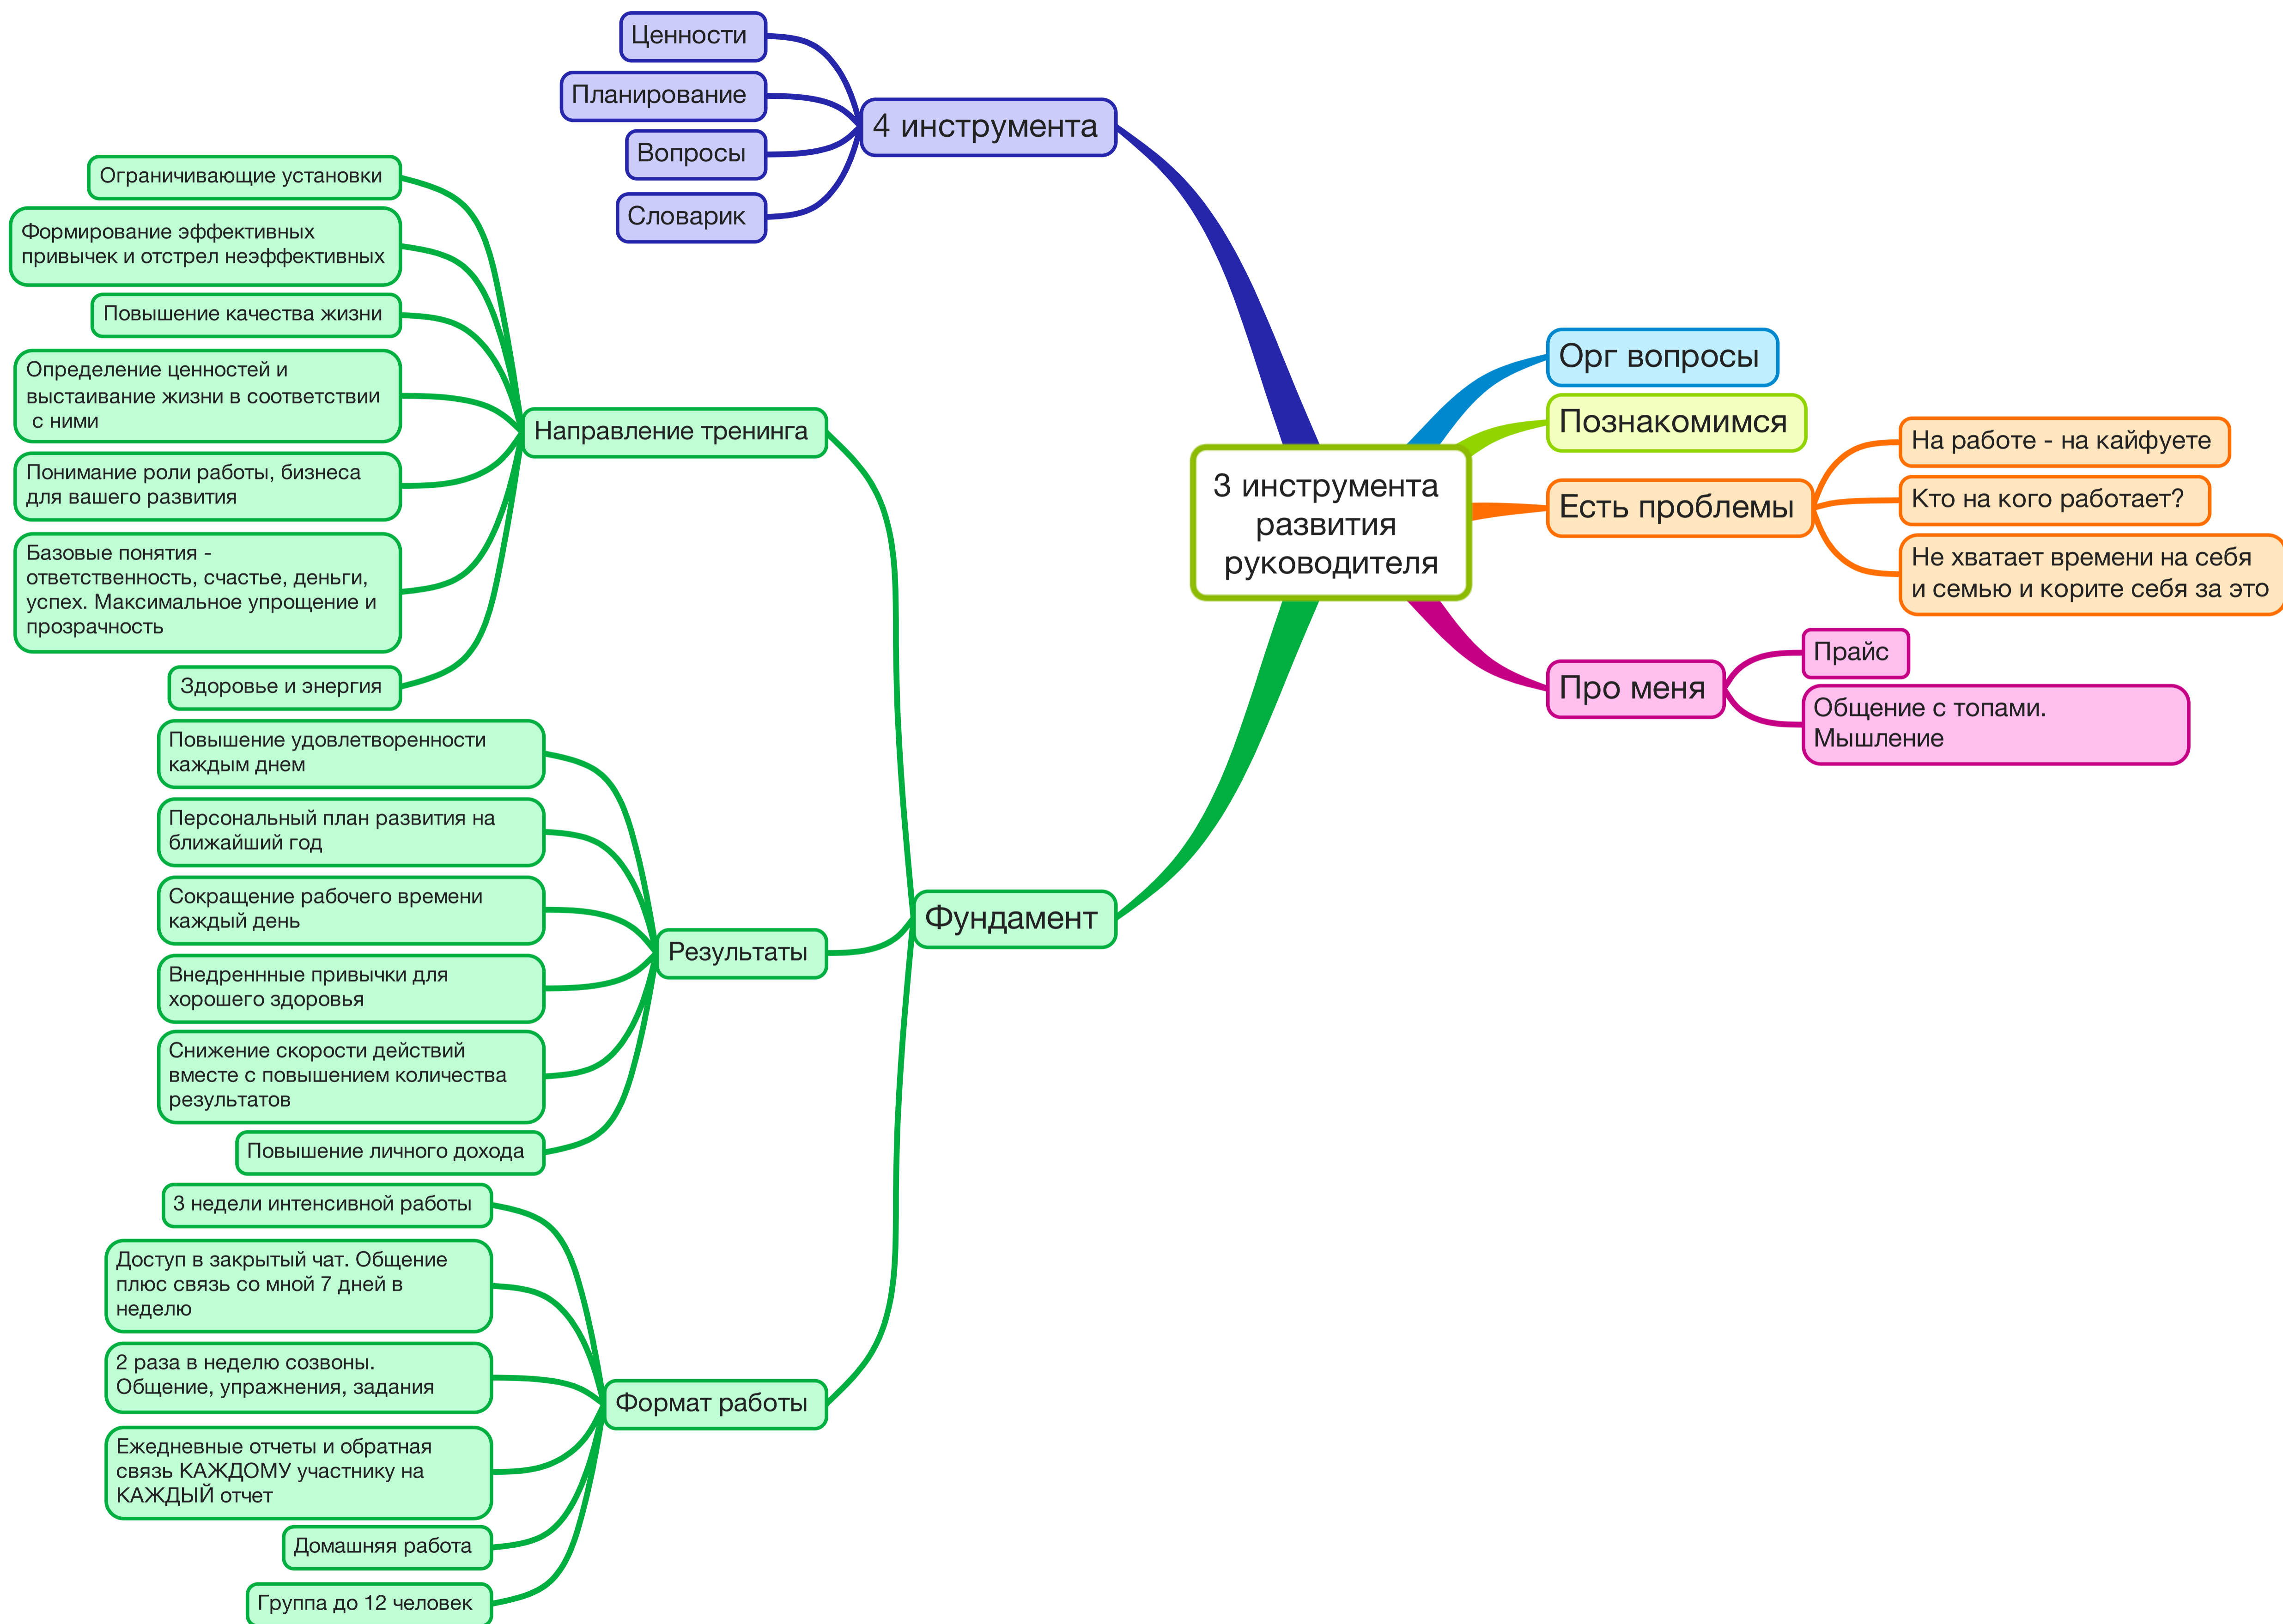 3 инструмента
развития
руководителя
Орг вопросы
Познакомимся
Есть проблемы
На работе - на кайфуете
Кто на кого работает?
Не хватает времени на себя
и семью и корите себя за это
Про меня
Прайс
Общение с топами.
Мышление
4 инструмента
Ценности
Планирование
Вопросы
Словарик
Фундамент
Направление тренинга
Ограничивающие установки
Формирование эффективных
привычек и отстрел неэффективных
Повышение качества жизни
Определение ценностей и
выстаивание жизни в соответствии
с ними
Понимание роли работы, бизнеса
для вашего развития
Базовые понятия -
ответственность, счастье, деньги,
успех. Максимальное упрощение и
прозрачность
Здоровье и энергия
Результаты
Повышение удовлетворенности
каждым днем
Персональный план развития на
ближайший год
Сокращение рабочего времени
каждый день
Внедреннные привычки для
хорошего здоровья
Снижение скорости действий
вместе с повышением количества
результатов
Повышение личного дохода
Формат работы
3 недели интенсивной работы
Доступ в закрытый чат. Общение
плюс связь со мной 7 дней в
неделю
2 раза в неделю созвоны.
Общение, упражнения, задания
Ежедневные отчеты и обратная
связь КАЖДОМУ участнику на
КАЖДЫЙ отчет
Домашняя работа
Группа до 12 человек